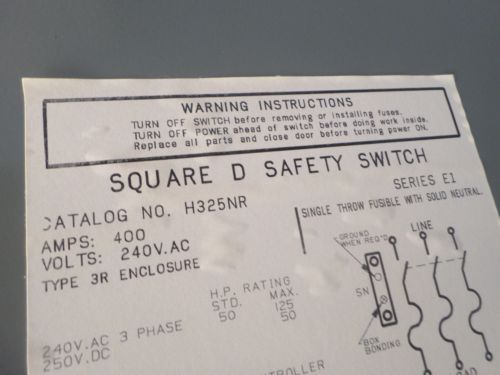 WARNING INSTRUCTIONS
TURN OFF SWITCH before removing or installing fuses.
TURN OFF POWER ahead of switch before doing work inside.
Replace all parts and close door before turning power ON.
SQUARE D SAFETY SWITCH
SERIES E1
CATALOG NO. H325NR
AMPS: 400
VOLTS: 240V.AC
TYPE 3R ENCLOSURE
SINGLE THROW FUSIBLE WITH SOLID NEUTRAL
GROUND
WHEN REQ'D
LINE
SN
BOX
BONDING
H.P. RATING
STD. MAX.
240V.AC 3 PHASE 50 125
250V.DC 50